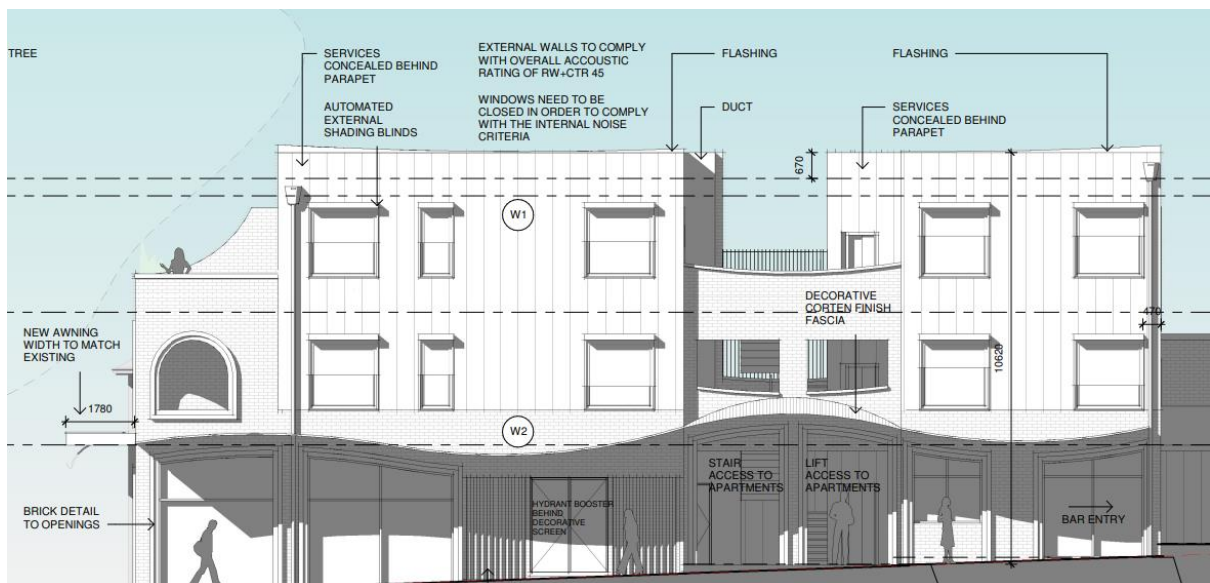 TREE
SERVICES
CONCEALED BEHIND
PARAPET
AUTOMATED
EXTERNAL
SHADING BLINDS
EXTERNAL WALLS TO COMPLY
WITH OVERALL ACCOUSTIC
RATING OF RW+CTR 45
WINDOWS NEED TO BE
CLOSED IN ORDER TO COMPLY
WITH THE INTERNAL NOISE
CRITERIA
FLASHING
DUCT
FLASHING
SERVICES
CONCEALED BEHIND
PARAPET
670
W1
DECORATIVE
CORTEN FINISH
FASCIA
470
10620
NEW AWNING
WIDTH TO MATCH
EXISTING
1780
W2
STAIR
ACCESS TO
APARTMENTS
LIFT
ACCESS TO
APARTMENTS
BRICK DETAIL
TO OPENINGS
HYDRANT BOOSTER
BEHIND
DECORATIVE
SCREEN
BAR ENTRY